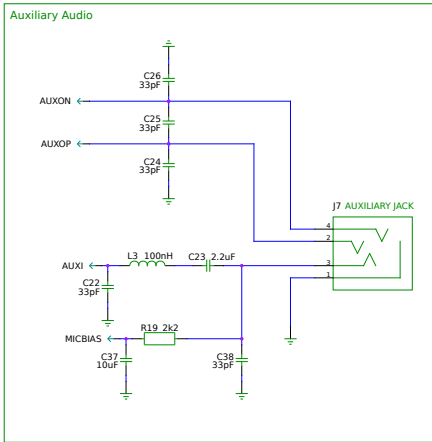 Auxiliary Audio
C26
33pF
AUXON
C25
33pF
AUXOP
C24
33pF
J7 AUXILIARY JACK
4
2
3
1
L3 100nH
C23 2.2uF
AUXI
C22
33pF
R19 2k2
MICBIAS
C37
10uF
C38
33pF